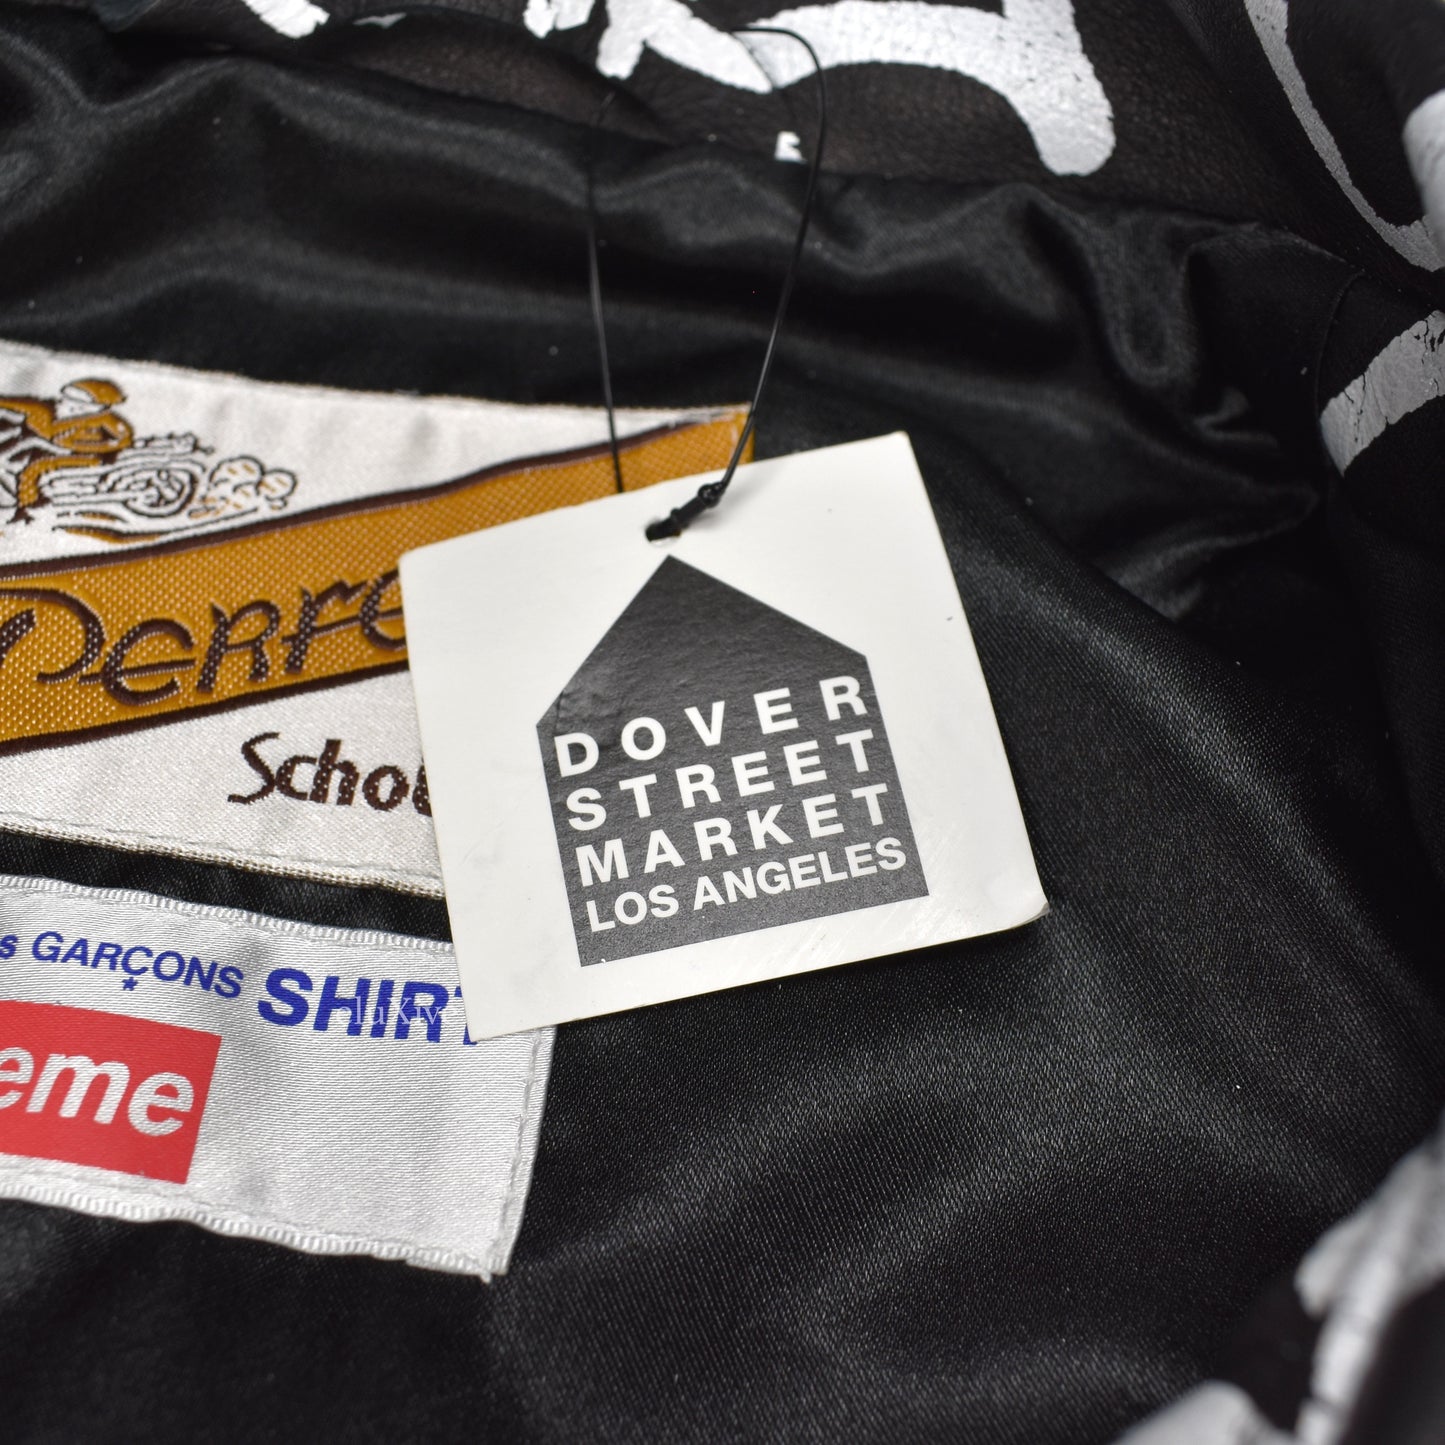 Perfe
Schot
s GARÇONS SHIRT
eme
DOVER
STREET
MARKET
LOS ANGELES